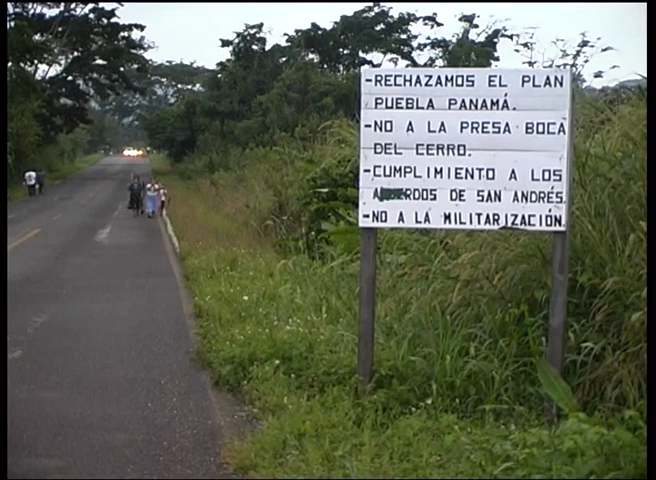 -RECHAZAMOS EL PLAN
PUEBLA PANAMÁ.
-NO A LA PRESA BOCA
DEL CERRO.
-CUMPLIMIENTO A LOS
ACUERDOS DE SAN ANDRÉS.
-NO A LA MILITARIZACIÓN.